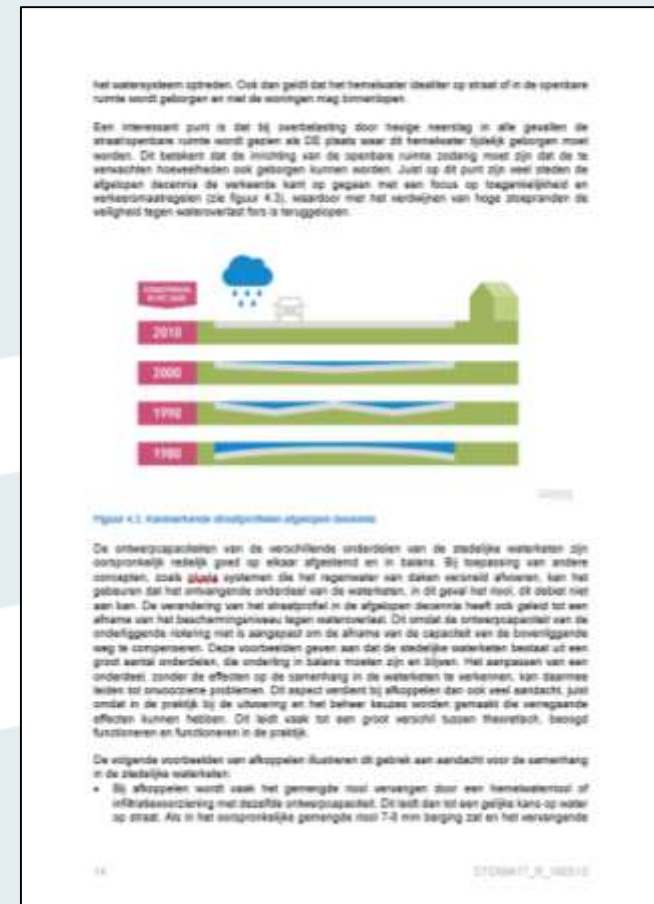 het watersysteem optreden. Ook dan geldt dat het hemelwater idealiter op straat of in de openbare
ruimte wordt geborgen en niet de woningen mag binnenlopen.
Een interessant punt is dat bij overbelasting door hevige neerslag in alle gevallen de
straat/openbare ruimte wordt gezien als DE plaats waar dit hemelwater tijdelijk geborgen moet
worden. Dit betekent dat de inrichting van de openbare ruimte zodanig moet zijn dat de te
verwachten hoeveelheden ook geborgen kunnen worden. Juist op dit punt zijn veel steden de
afgelopen decennia de verkeerde kant op gegaan met een focus op toegankelijkheid en
verkeersmaatregelen (zie figuur 4.3), waardoor met het verdwijnen van hoge stoepranden de
veiligheid tegen wateroverlast fors is teruggelopen.
2010
2000
1990
1980
Figuur 4.3. Kenmerkende straatprofielen afgelopen decennia
De ontwerpcapaciteiten van de verschillende onderdelen van de stedelijke waterketen zijn
oorspronkelijk redelijk goed op elkaar afgestemd en in balans. Bij toepassing van andere
concepten, zoals pluvia systemen die het regenwater van daken versneld afvoeren, kan het
gebeuren dat het ontvangende onderdeel van de waterketen, in dit geval het riool, dit debiet niet
aan kan. De verandering van het straatprofiel in de afgelopen decennia heeft ook geleid tot een
afname van het beschermingsniveau tegen wateroverlast. Dit omdat de ontwerpcapaciteit van de
onderliggende riolering niet is aangepast om de afname van de capaciteit van de bovenliggende
weg te compenseren. Deze voorbeelden geven aan dat de stedelijke waterketen bestaat uit een
groot aantal onderdelen, die onderling in balans moeten zijn en blijven. Het aanpassen van een
onderdeel, zonder de effecten op de samenhang in de waterketen te verkennen, kan daarmee
leiden tot onvoorziene problemen. Dit aspect verdient bij afkoppelen dan ook veel aandacht, juist
omdat in de praktijk bij de uitvoering en het beheer keuzes worden gemaakt die verregaande
effecten kunnen hebben. Dit leidt vaak tot een groot verschil tussen theoretisch, beoogd
functioneren en functioneren in de praktijk.
De volgende voorbeelden van afkoppelen illustreren dit gebrek aan aandacht voor de samenhang
in de stedelijke waterketen:
• Bij afkoppelen wordt vaak het gemengde riool vervangen door een hemelwaterriool of
infiltratievoorziening met dezelfde ontwerpcapaciteit. Dit leidt dan tot een gelijke kans op water
op straat. Als in het oorspronkelijke gemengde riool 7-8 mm berging zat en het vervangende
14